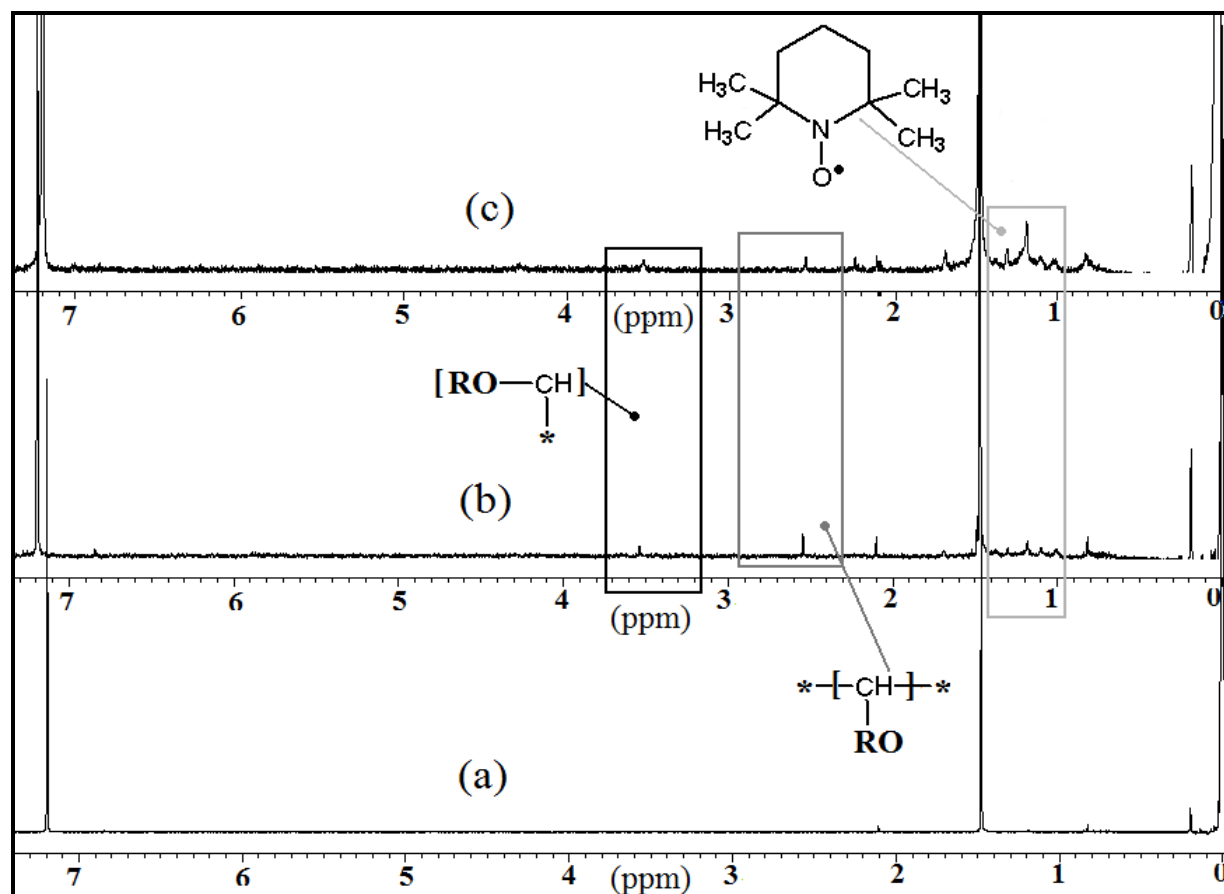 H₃C CH₃
H₃C N CH₃
O•
(c)
7 6 5 4 (ppm) 3 2 1 0
[RO—CH]
*
(b)
7 6 5 4 3 2 1 0
(ppm)
*-[-CH-]-*
RO
(a)
7 6 5 4 (ppm) 3 2 1 0